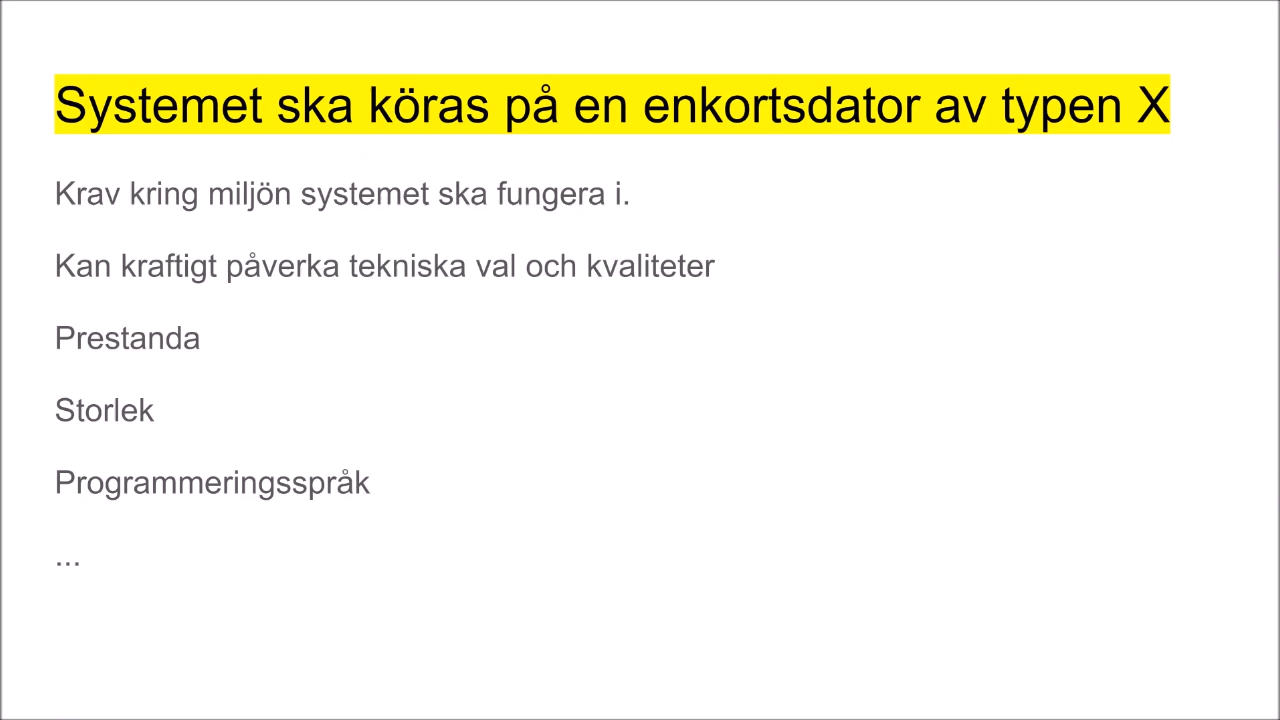 Systemet ska köras på en enkortsdator av typen X
Krav kring miljön systemet ska fungera i.
Kan kraftigt påverka tekniska val och kvaliteter
Prestanda
Storlek
Programmeringsspråk
...